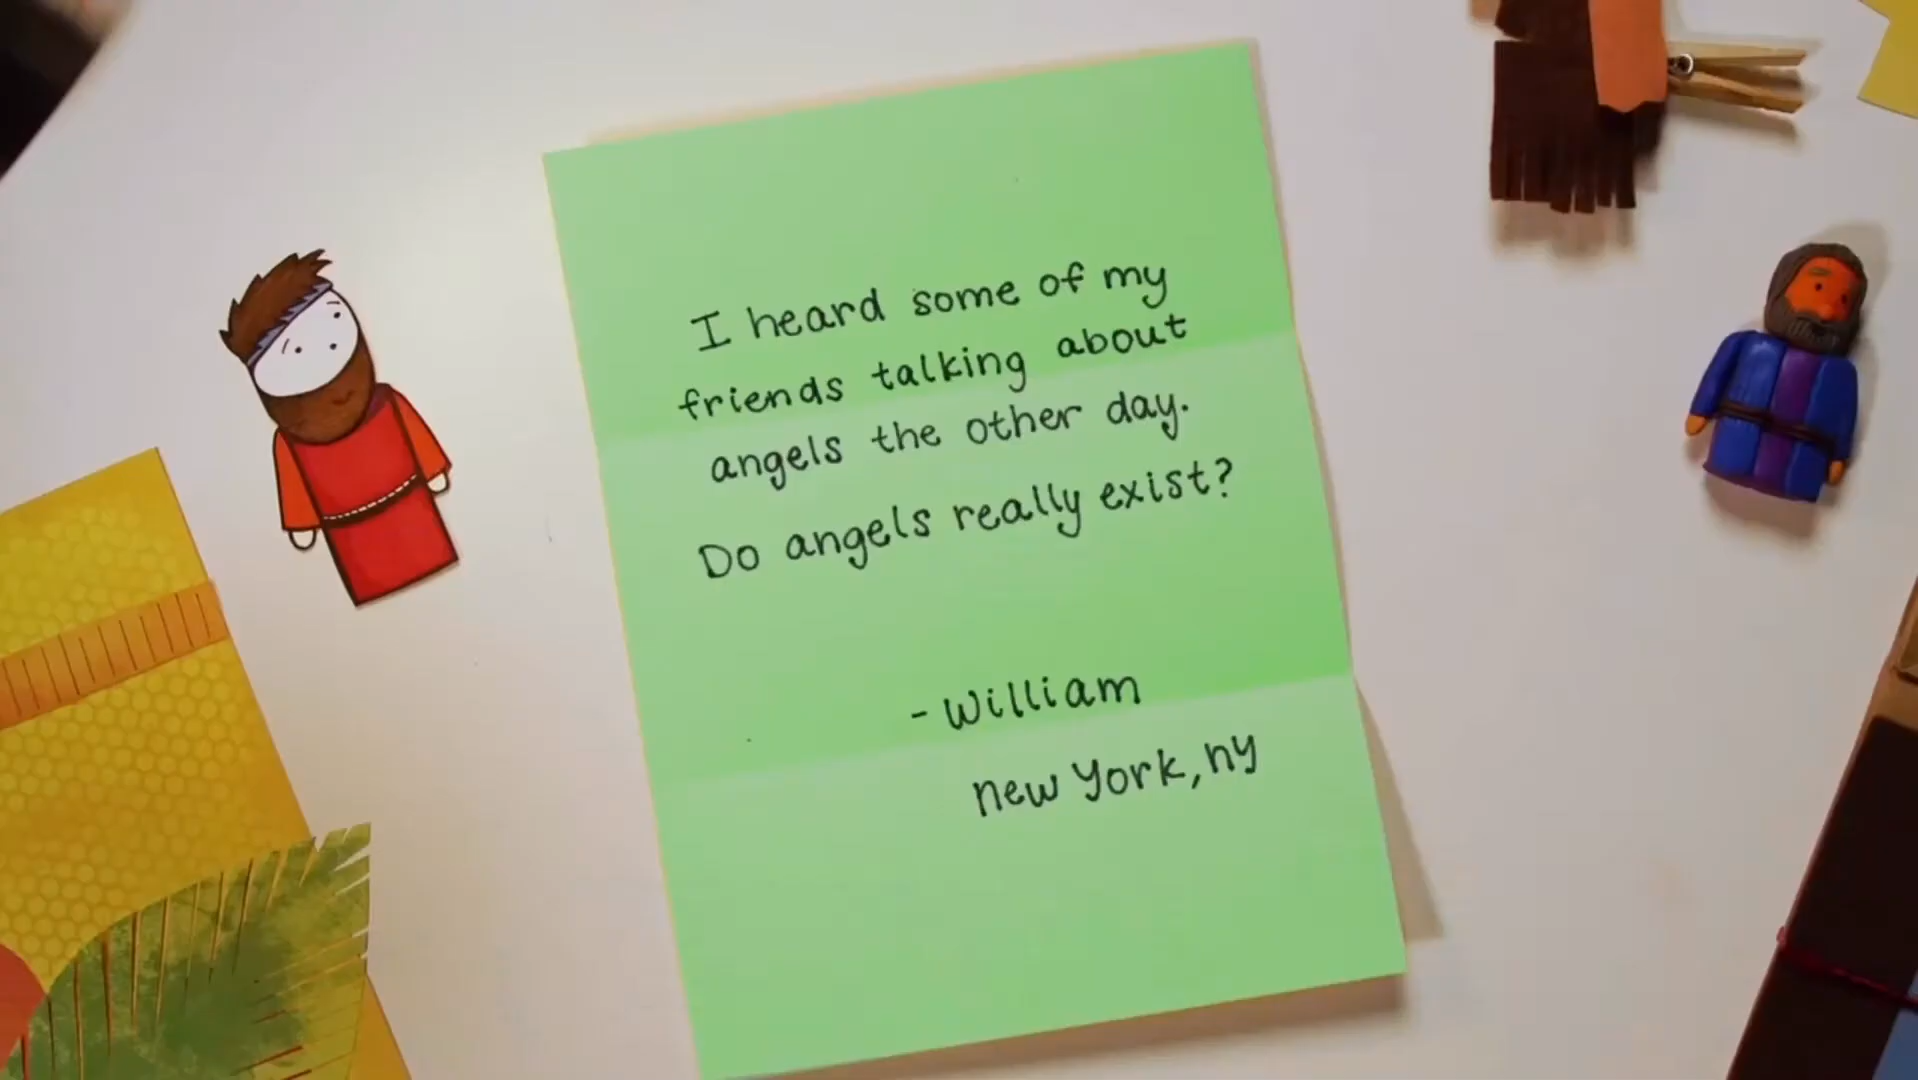 I heard some of my
friends talking about
angels the other day.
Do angels really exist?
- William
new York, ny